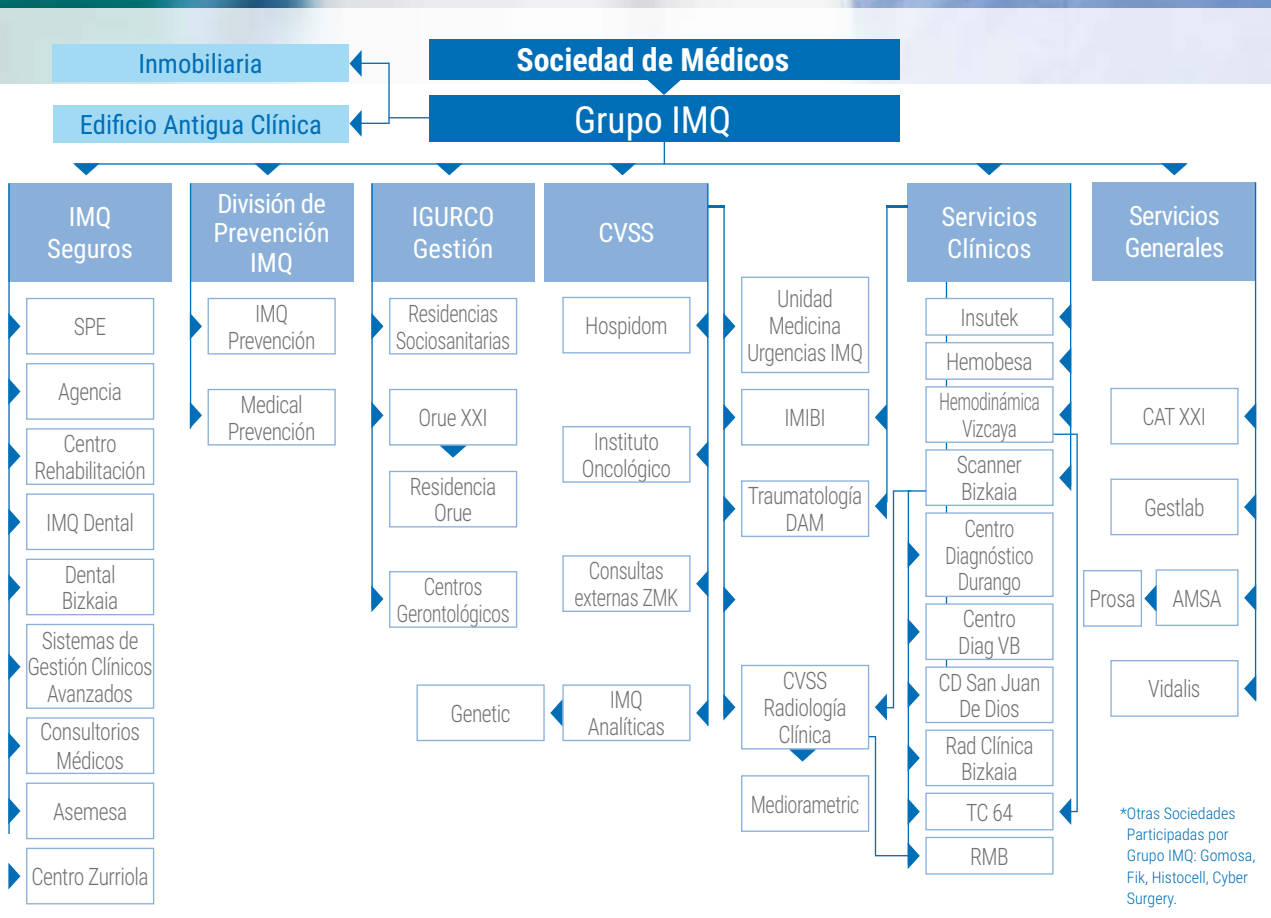 Sociedad de Médicos
Inmobiliaria
Grupo IMQ
Edificio Antigua Clínica
IMQ
Seguros
SPE
Agencia
Centro
Rehabilitación
IMQ Dental
Dental
Bizkaia
Sistemas de
Gestión Clínicos
Avanzados
Consultorios
Médicos
Asemesa
Centro Zurriola
División de
Prevención
IMQ
IMQ
Prevención
Medical
Prevención
IGURCO
Gestión
Residencias
Sociosanitarias
Orue XXI
Residencia
Orue
Centros
Gerontológicos
CVSS
Hospidom
Instituto
Oncológico
Consultas
externas ZMK
IMQ
Analíticas
Genetic
Unidad
Medicina
Urgencias IMQ
IMIBI
Traumatología
DAM
CVSS
Radiología
Clínica
Mediorametric
Servicios
Clínicos
Insutek
Hemobesa
Hemodinámica
Vizcaya
Scanner
Bizkaia
Centro
Diagnóstico
Durango
Centro
Diag VB
CD San Juan
De Dios
Rad Clínica
Bizkaia
TC 64
RMB
Servicios
Generales
CAT XXI
Gestlab
AMSA
Prosa
Vidalis
*Otras Sociedades
Participadas por
Grupo IMQ: Gomosa,
Fik, Histocell, Cyber
Surgery.